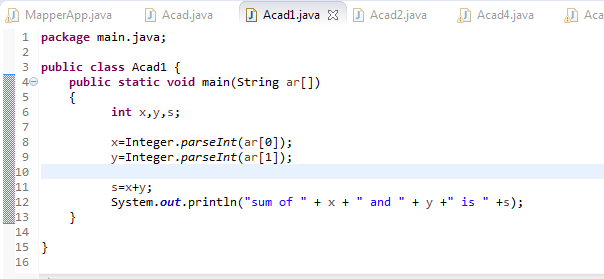 MapperApp.java Acad.java Acad1.java Acad2.java Acad4.java Aca
1 package main.java;
2
3 public class Acad1 {
4 public static void main(String ar[])
5 {
6 int x,y,s;
7
8 x=Integer.parseInt(ar[0]);
9 y=Integer.parseInt(ar[1]);
10
11 s=x+y;
12 System.out.println("sum of " + x + " and " + y +" is " +s);
13 }
14
15 }
16